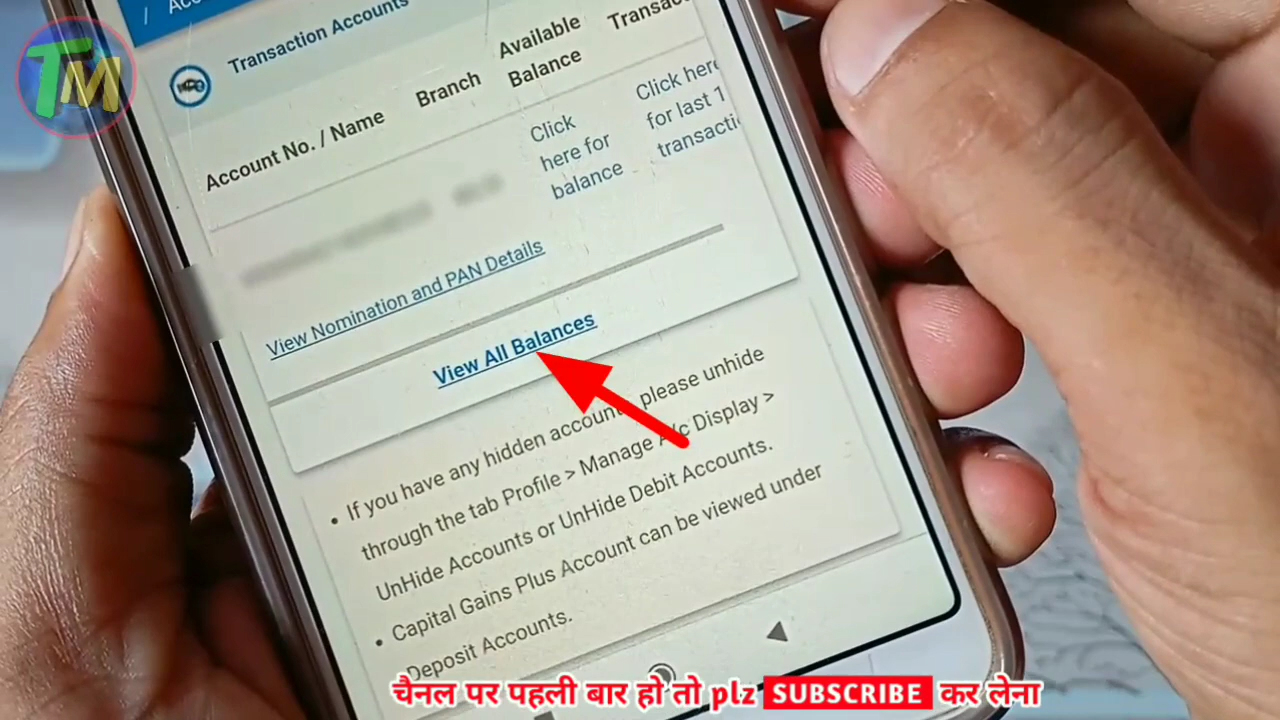 TM
/ Acc
Transaction Accounts
Account No. / Name Branch Available Balance Transac
Click here for balance
Click here for last 1 transacti
View Nomination and PAN Details
View All Balances
• If you have any hidden account please unhide
through the tab Profile > Manage A/c Display >
UnHide Accounts or UnHide Debit Accounts.
• Capital Gains Plus Account can be viewed under
Deposit Accounts.
चैनल पर पहली बार हो तो plz SUBSCRIBE कर लेना